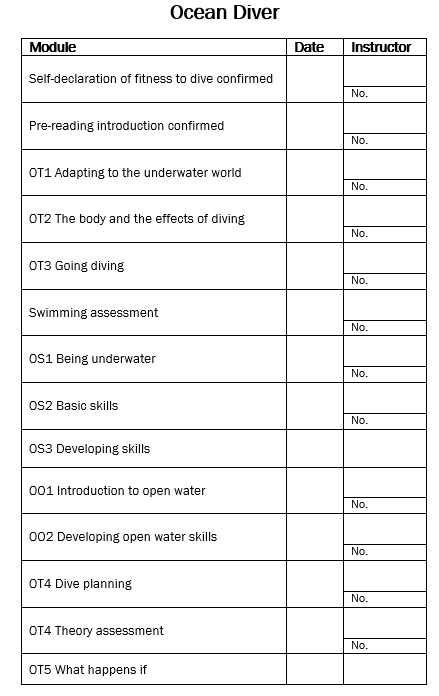 Ocean Diver
Module Date Instructor
Self-declaration of fitness to dive confirmed
No.
Pre-reading introduction confirmed
No.
OT1 Adapting to the underwater world
No.
OT2 The body and the effects of diving
No.
OT3 Going diving
No.
Swimming assessment
No.
OS1 Being underwater
No.
OS2 Basic skills
No.
OS3 Developing skills
OO1 Introduction to open water
No.
OO2 Developing open water skills
No.
OT4 Dive planning
No.
OT4 Theory assessment
No.
OT5 What happens if